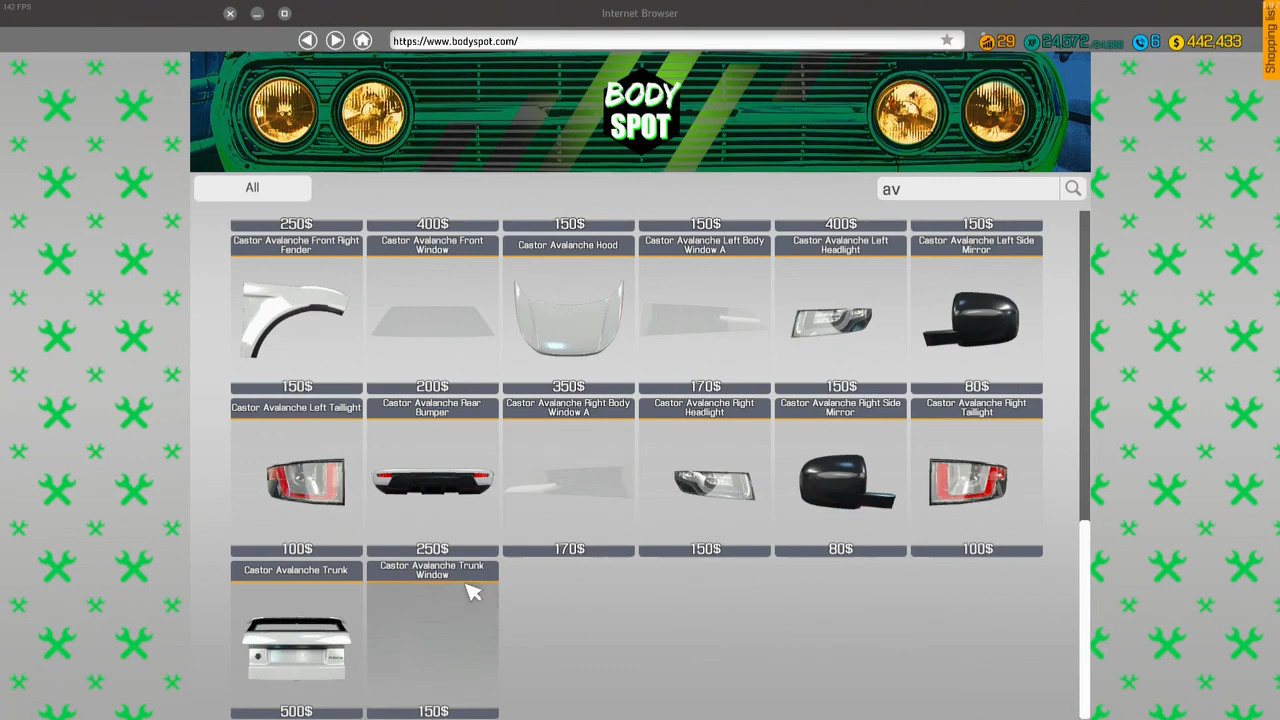 142 FPS
Internet Browser
https://www.bodyspot.com/
29
24,572
6
442,433
Shopping list
BODY
SPOT
All
av
250$ 400$ 150$ 150$ 400$ 150$
Castor Avalanche Front Right
Fender
Castor Avalanche Front
Window
Castor Avalanche Hood
Castor Avalanche Left Body
Window A
Castor Avalanche Left
Headlight
Castor Avalanche Left Side
Mirror
150$ 200$ 350$ 170$ 150$ 80$
Castor Avalanche Left Taillight
Castor Avalanche Rear
Bumper
Castor Avalanche Right Body
Window A
Castor Avalanche Right
Headlight
Castor Avalanche Right Side
Mirror
Castor Avalanche Right
Taillight
100$ 250$ 170$ 150$ 80$ 100$
Castor Avalanche Trunk
Castor Avalanche Trunk
Window
500$ 150$